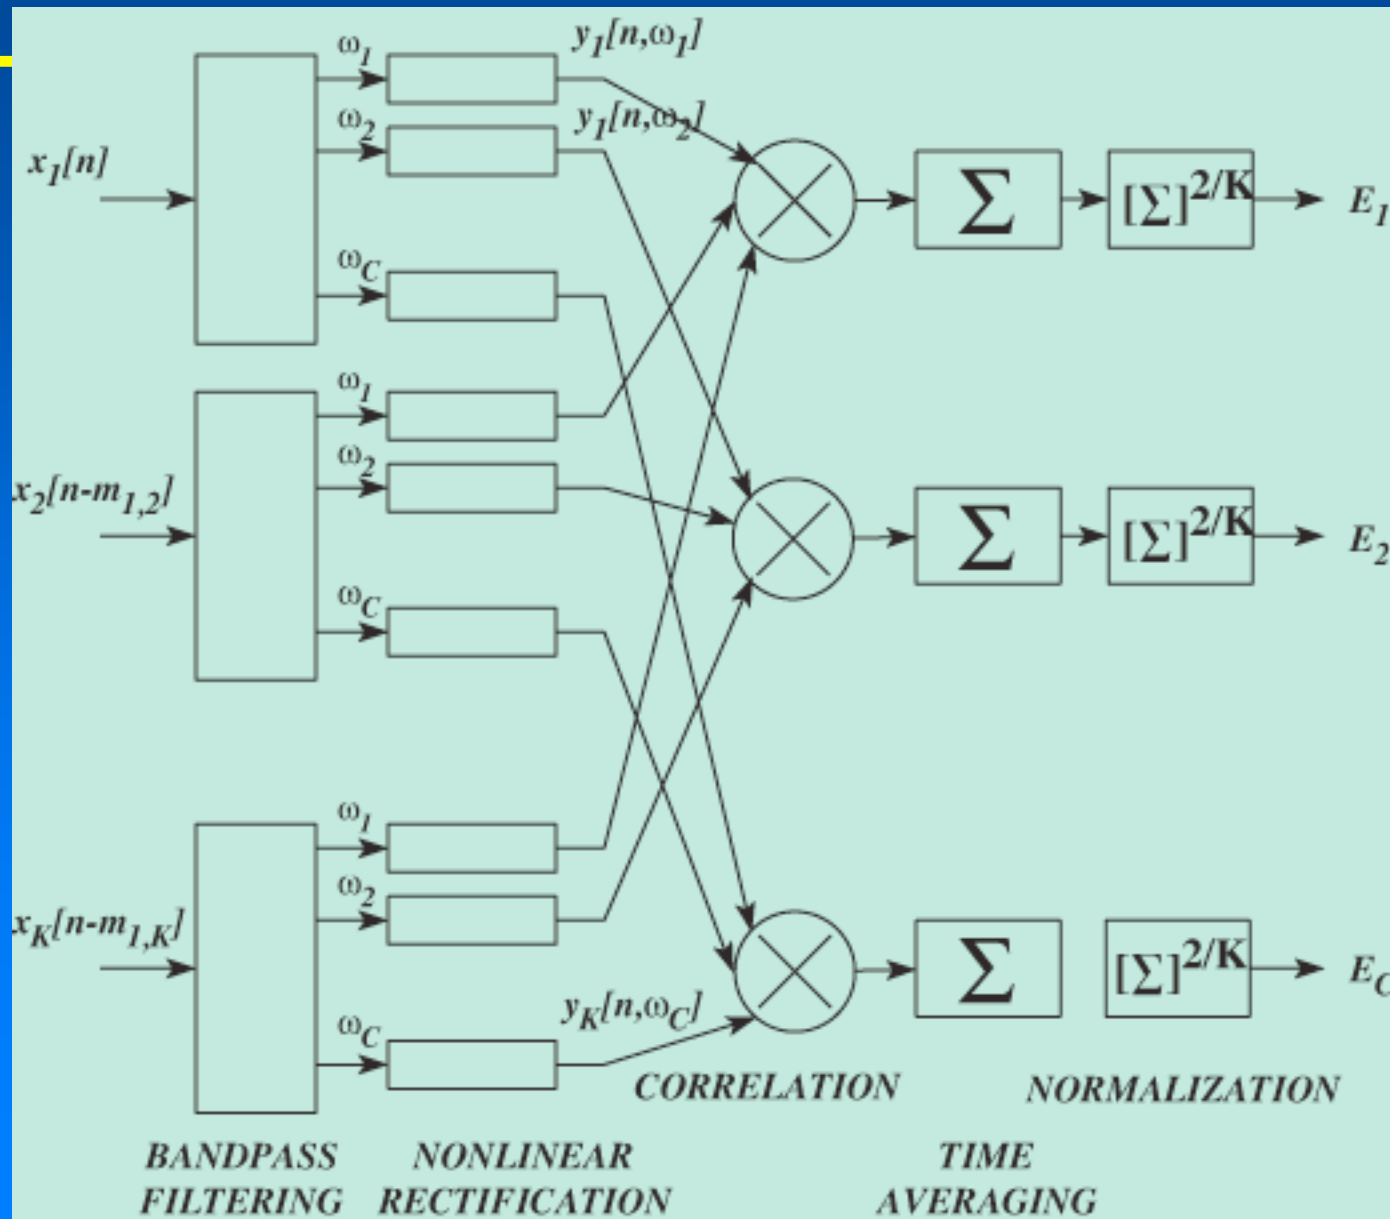 ω1
y1[n,ω1]
ω2
y1[n,ω2]
x1[n]
Σ
[Σ]2/K
E1
ωC
ω1
ω2
x2[n-m1,2]
Σ
[Σ]2/K
E2
ωC
ω1
ω2
xK[n-m1,K]
Σ
[Σ]2/K
EC
ωC
yK[n,ωC]
CORRELATION
NORMALIZATION
BANDPASS
FILTERING
NONLINEAR
RECTIFICATION
TIME
AVERAGING